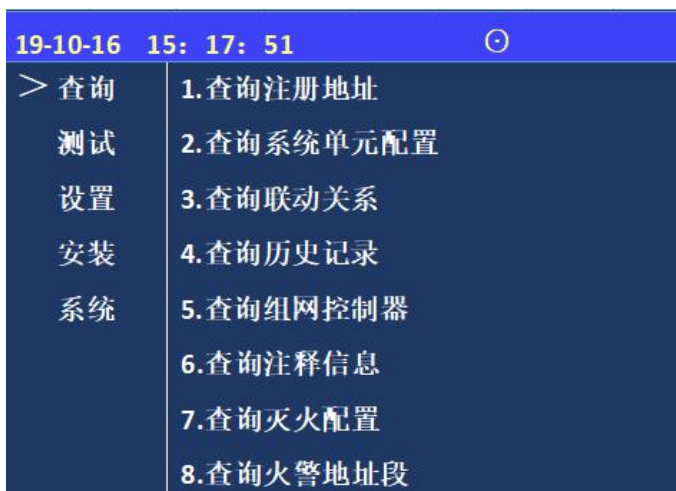 19-10-16 15：17：51
＞查询 1.查询注册地址
测试 2.查询系统单元配置
设置 3.查询联动关系
安装 4.查询历史记录
系统 5.查询组网控制器
6.查询注释信息
7.查询灭火配置
8.查询火警地址段